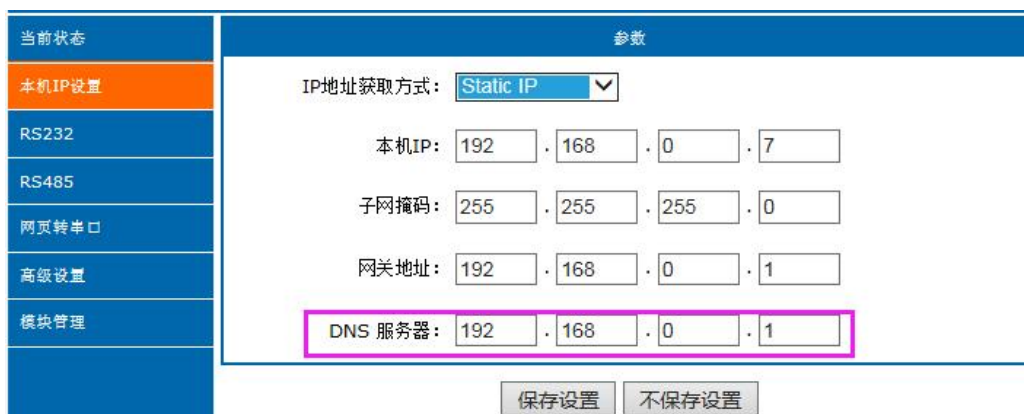 当前状态
本机IP设置
RS232
RS485
网页转串口
高级设置
模块管理
参数
IP地址获取方式： Static IP
本机IP： 192 . 168 . 0 . 7
子网掩码： 255 . 255 . 255 . 0
网关地址： 192 . 168 . 0 . 1
DNS 服务器： 192 . 168 . 0 . 1
保存设置 不保存设置